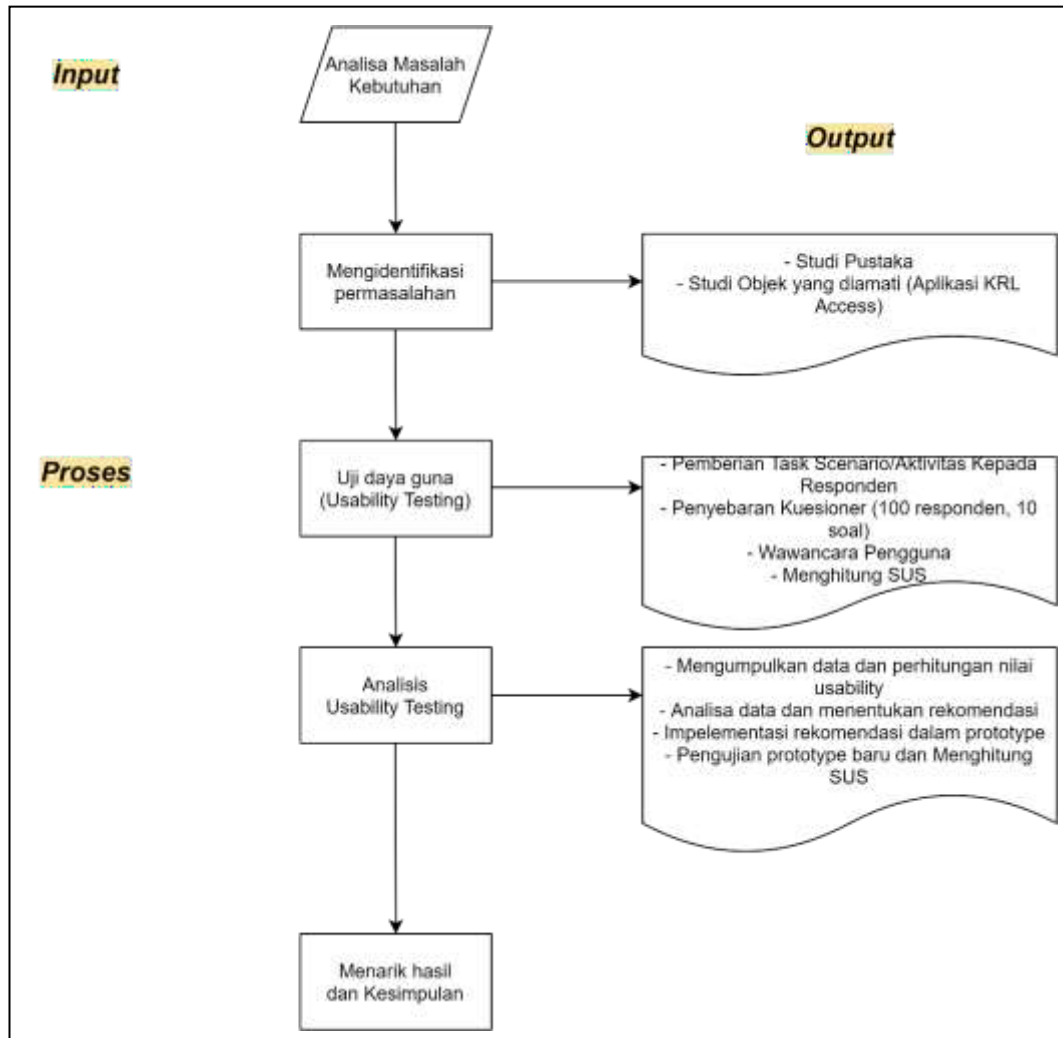 Input
Analisa Masalah
Kebutuhan
Output
Mengidentifikasi
permasalahan
- Studi Pustaka
- Studi Objek yang diamati (Aplikasi KRL
Access)
Proses
Uji daya guna
(Usability Testing)
- Pemberian Task Scenario/Aktivitas Kepada
Responden
- Penyebaran Kuesioner (100 responden, 10
soal)
- Wawancara Pengguna
- Menghitung SUS
Analisis
Usability Testing
- Mengumpulkan data dan perhitungan nilai
usability
- Analisa data dan menentukan rekomendasi
- Impelementasi rekomendasi dalam prototype
- Pengujian prototype baru dan Menghitung
SUS
Menarik hasil
dan Kesimpulan